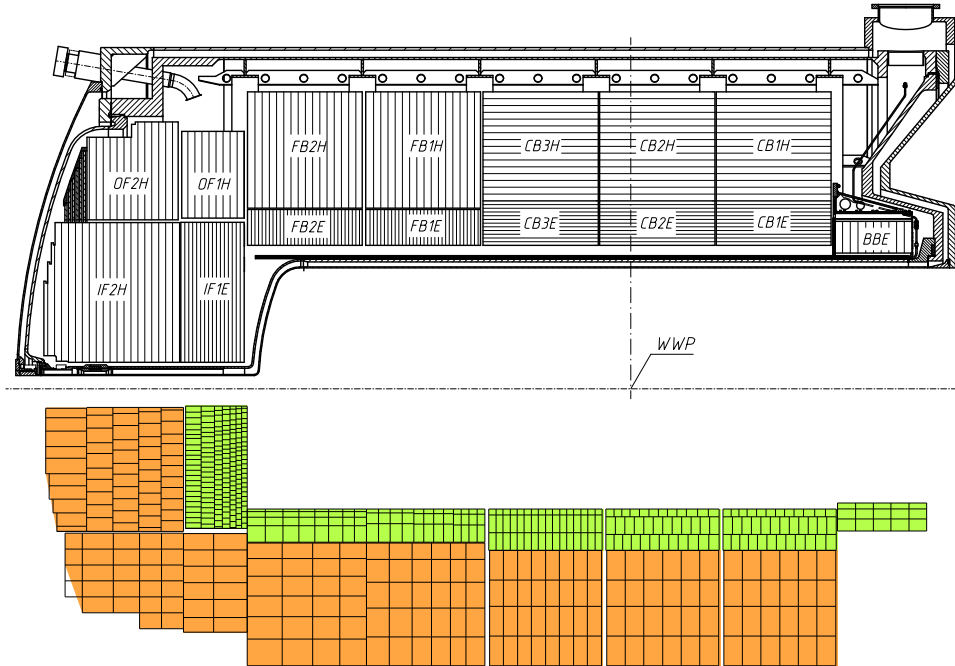 FB2H FB1H CB3H CB2H CB1H
OF2H OF1H
FB2E FB1E CB3E CB2E CB1E
BBE
IF2H IF1E
WWP